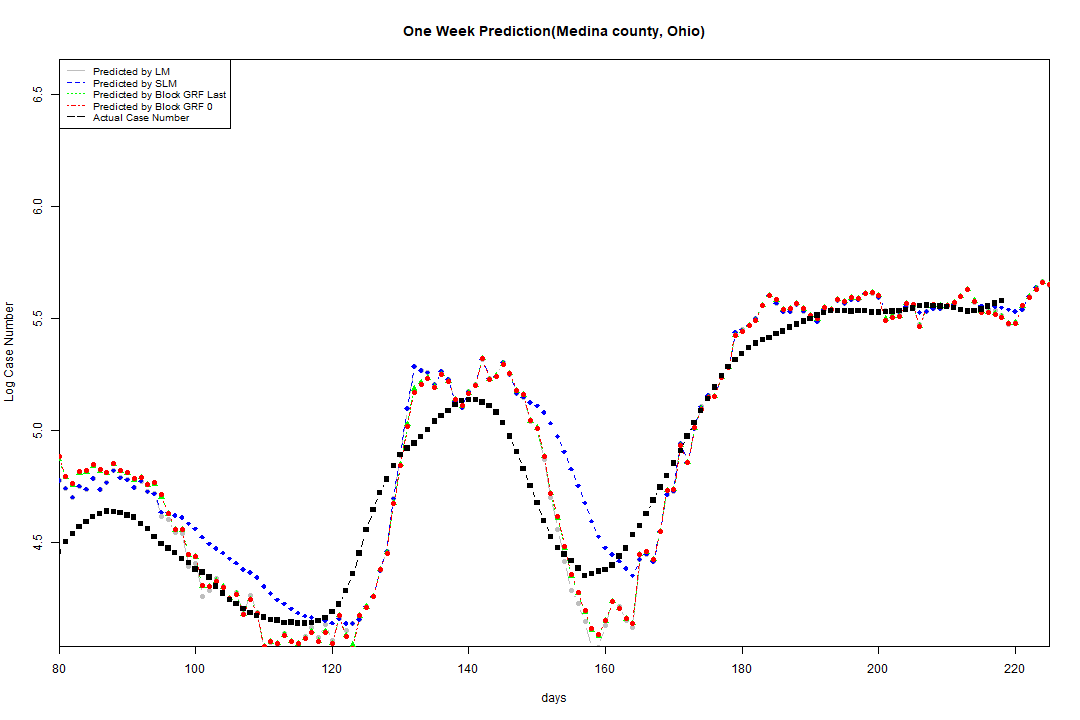 One Week Prediction(Medina county, Ohio)
Predicted by LM
Predicted by SLM
Predicted by Block GRF Last
Predicted by Block GRF 0
Actual Case Number
6.5
6.0
5.5
5.0
4.5
Log Case Number
80 100 120 140 160 180 200 220
days